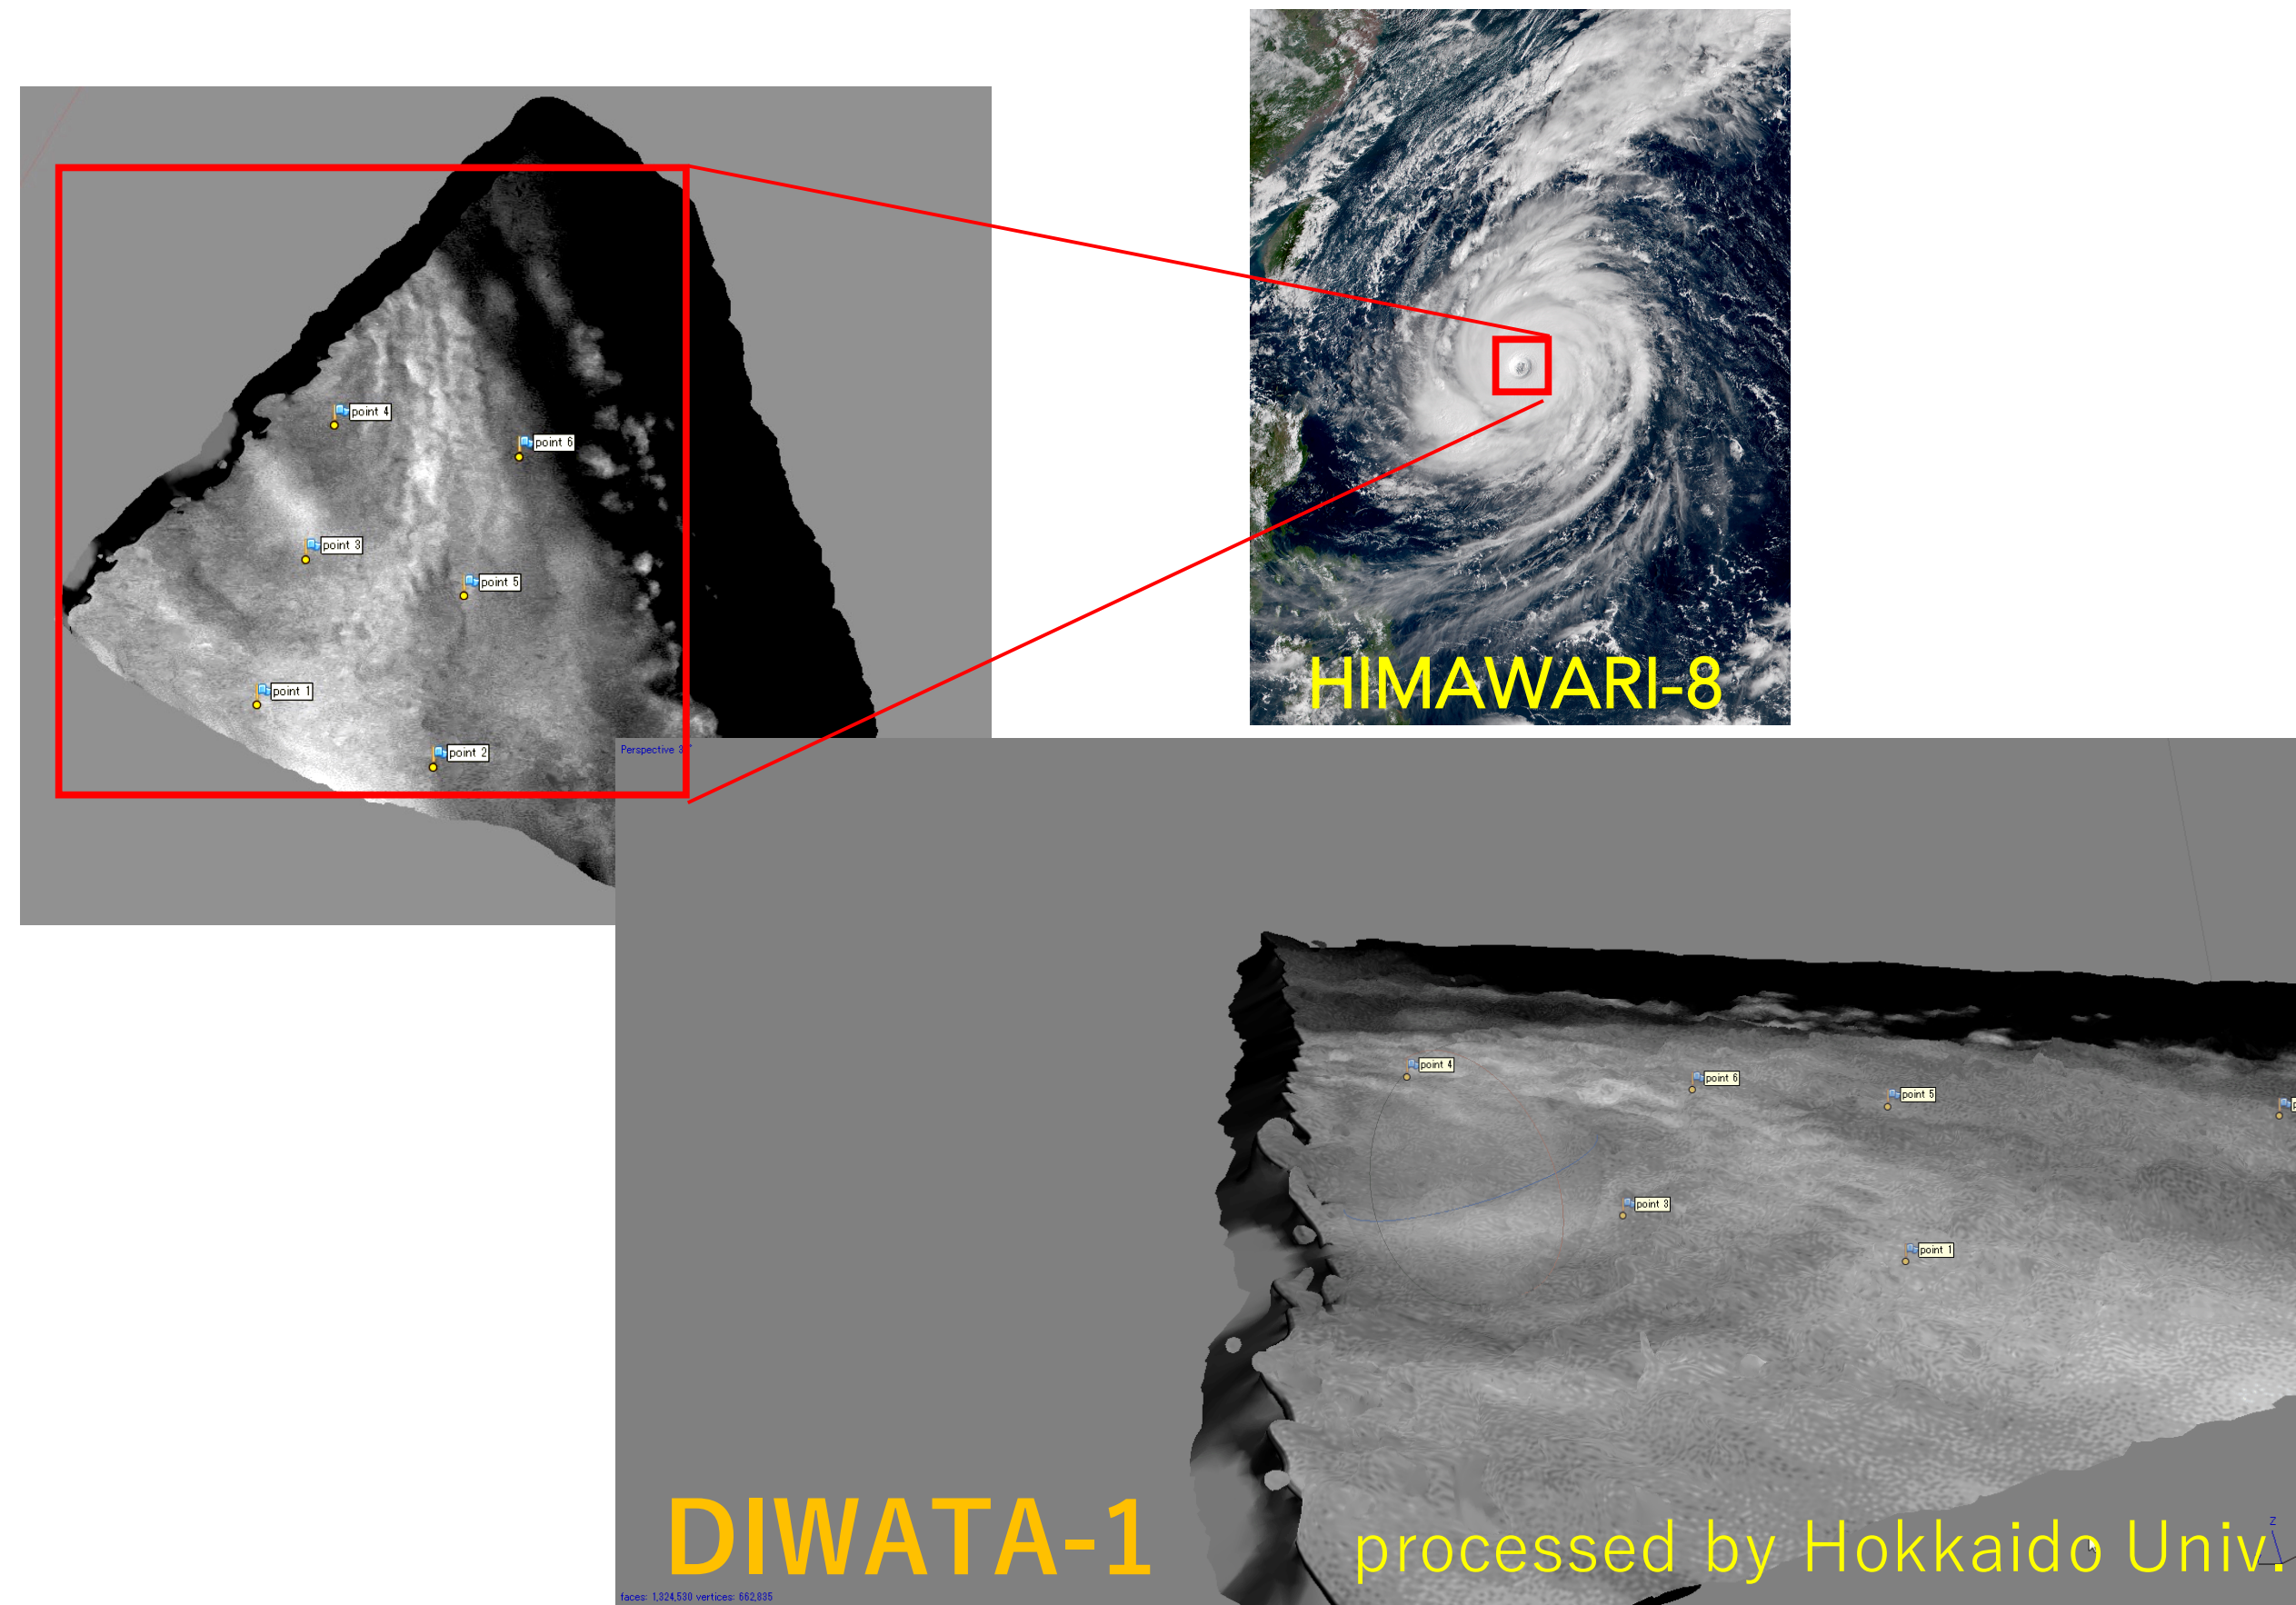 point 4
point 6
point 3
point 5
point 1
point 2
HIMAWARI-8
Perspective 3
point 4
point 6
point 5
point 3
point 1
DIWATA-1
processed by Hokkaido Univ.
Z
faces: 1,324,530 vertices: 662,835